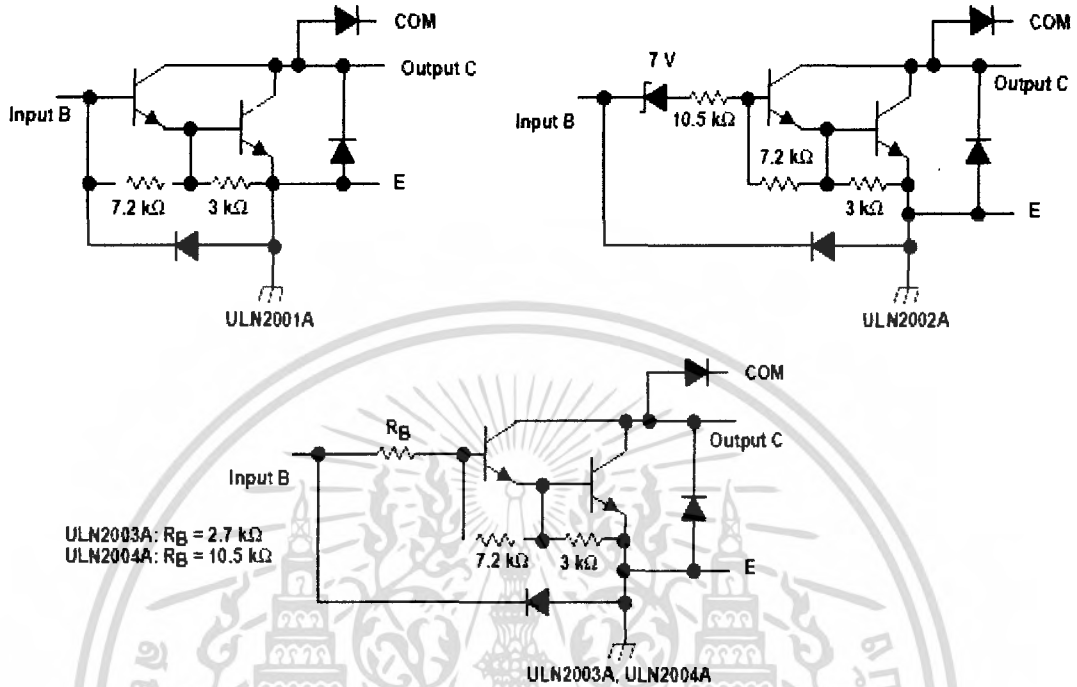 COM
Output C
Input B
7.2 kΩ
3 kΩ
E
ULN2001A
COM
7 V
Output C
Input B
10.5 kΩ
7.2 kΩ
3 kΩ
E
ULN2002A
COM
RB
Output C
Input B
ULN2003A: RB = 2.7 kΩ
ULN2004A: RB = 10.5 kΩ
7.2 kΩ
3 kΩ
E
ULN2003A, ULN2004A